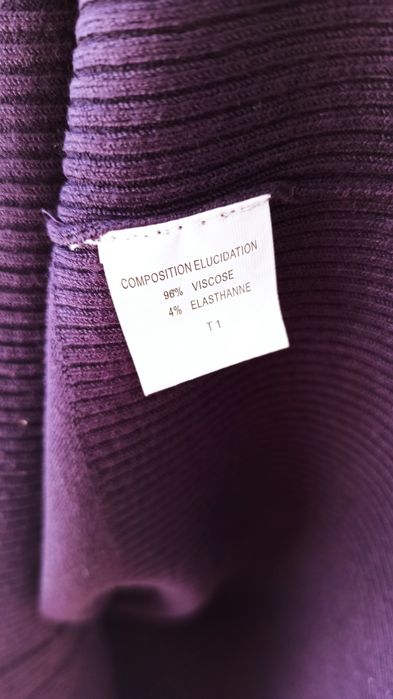 COMPOSITION ELUCIDATION
96% VISCOSE
4% ELASTHANNE
T1